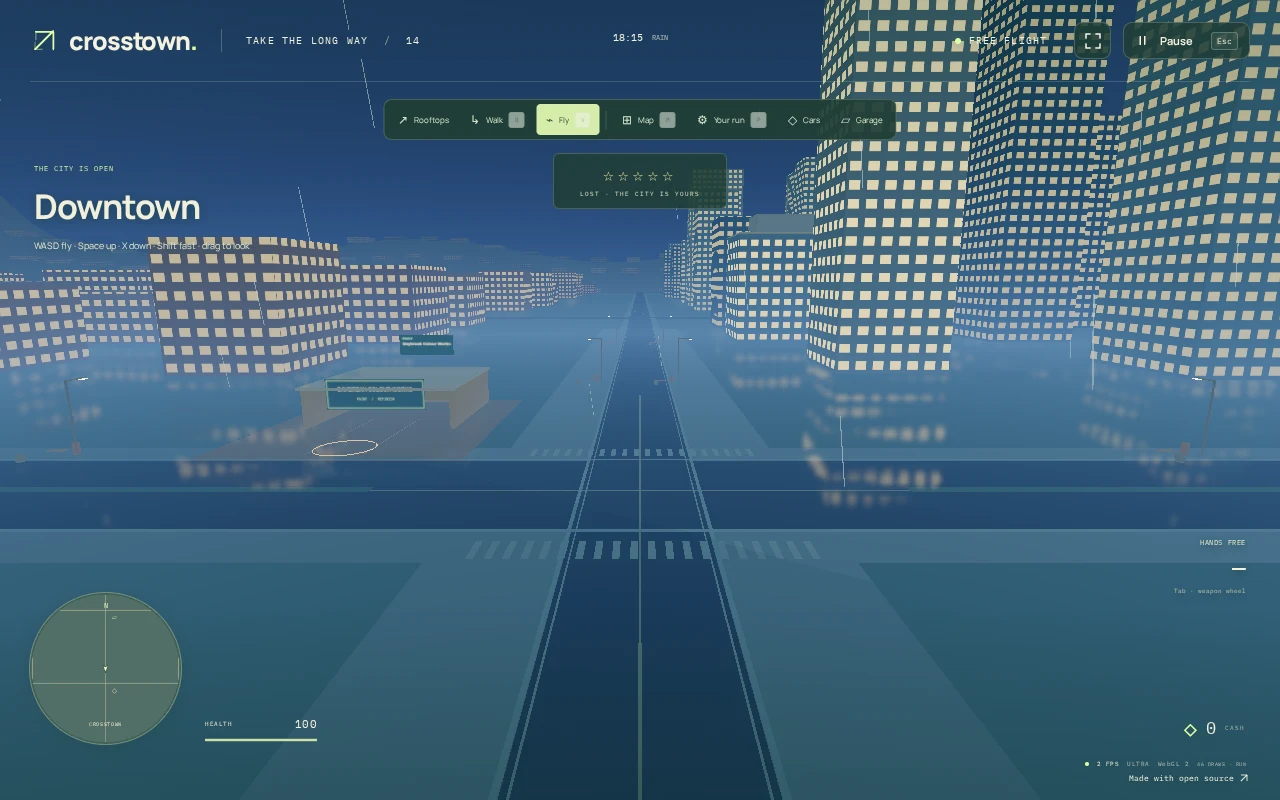 crosstown.
TAKE THE LONG WAY / 14
18:15 RAIN
FREE FLIGHT
Pause Esc
Rooftops
Walk
Fly
Map
Your run
Cars
Garage
☆☆☆☆☆
LOST - THE CITY IS YOURS
THE CITY IS OPEN
Downtown
WASD fly · Space up · X down · Shift fast · drag to look
HANDS FREE
—
Tab · weapon wheel
N
CROSSTOWN
HEALTH 100
0 CASH
2 FPS ULTRA WebGL 2
Made with open source